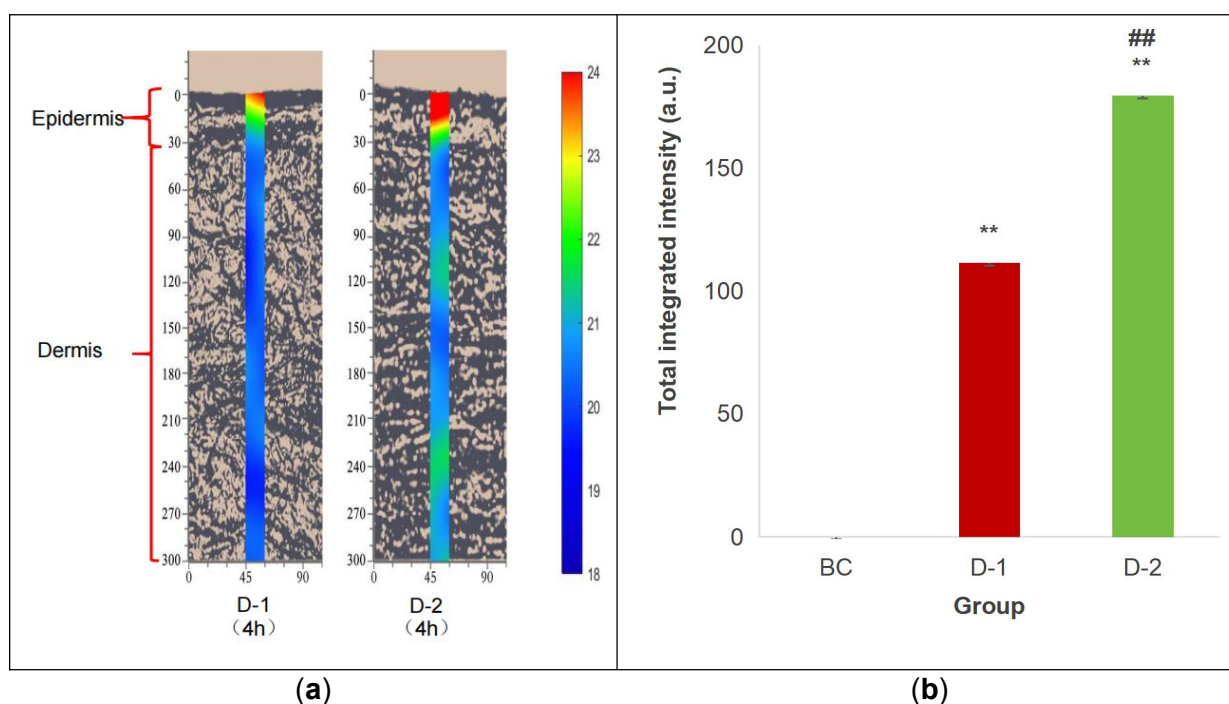 Epidermis
Dermis
0
30
60
90
120
150
180
210
240
270
300
0 45 90
D-1
（4h）
0
30
60
90
120
150
180
210
240
270
300
0 45 90
D-2
（4h）
24
23
22
21
20
19
18
(a)
Total integrated intensity (a.u.)
200
150
100
50
0
**
##
**
BC D-1 D-2
Group
(b)